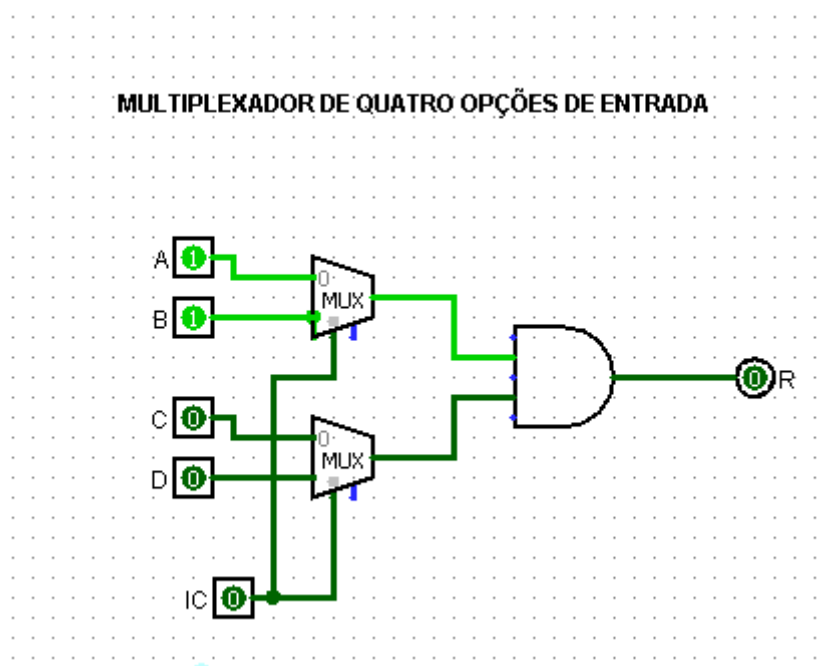 MULTIPLEXADOR DE QUATRO OPÇÕES DE ENTRADA
A 1
0
MUX
B 1
0 R
C 0
0
MUX
D 0
IC 0